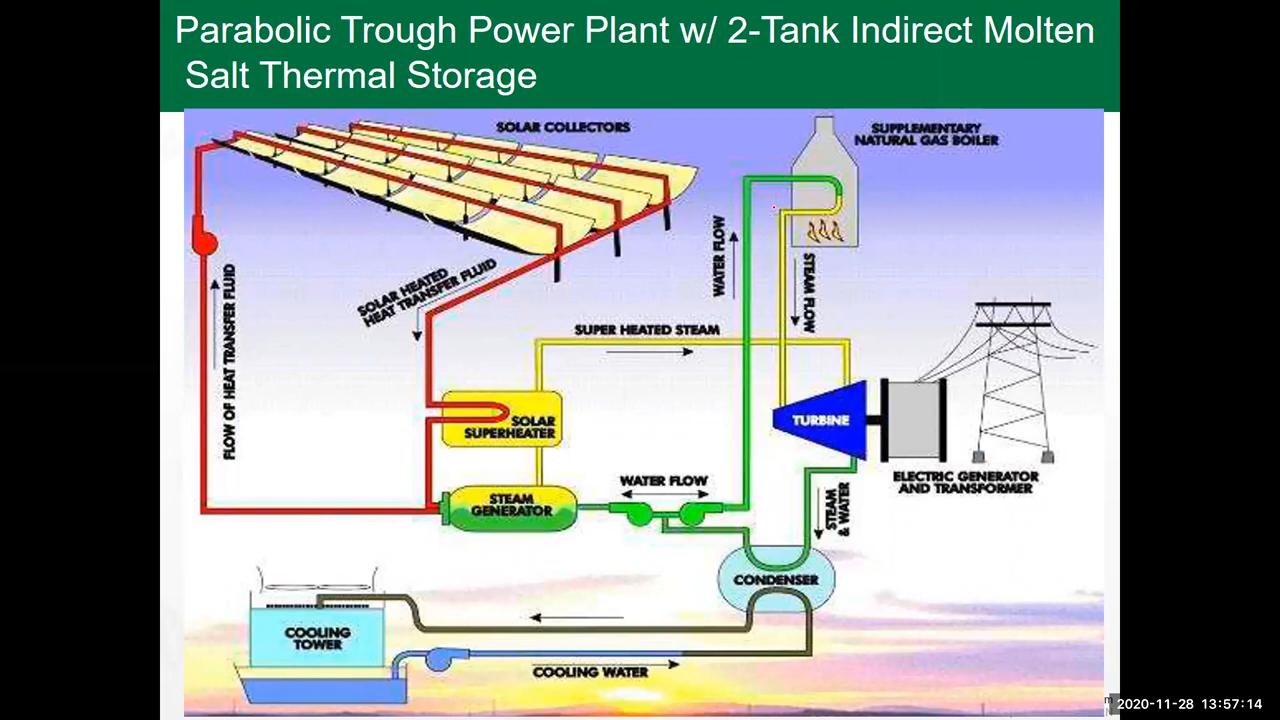 Parabolic Trough Power Plant w/ 2-Tank Indirect Molten
Salt Thermal Storage
SOLAR COLLECTORS
SUPPLEMENTARY
NATURAL GAS BOILER
WATER FLOW
STEAM FLOW
SOLAR HEATED
HEAT TRANSFER FLUID
FLOW OF HEAT TRANSFER FLUID
SUPER HEATED STEAM
SOLAR
SUPERHEATER
TURBINE
ELECTRIC GENERATOR
AND TRANSFORMER
WATER FLOW
STEAM
GENERATOR
STEAM
& WATER
CONDENSER
COOLING
TOWER
COOLING WATER
2020-11-28 13:57:14